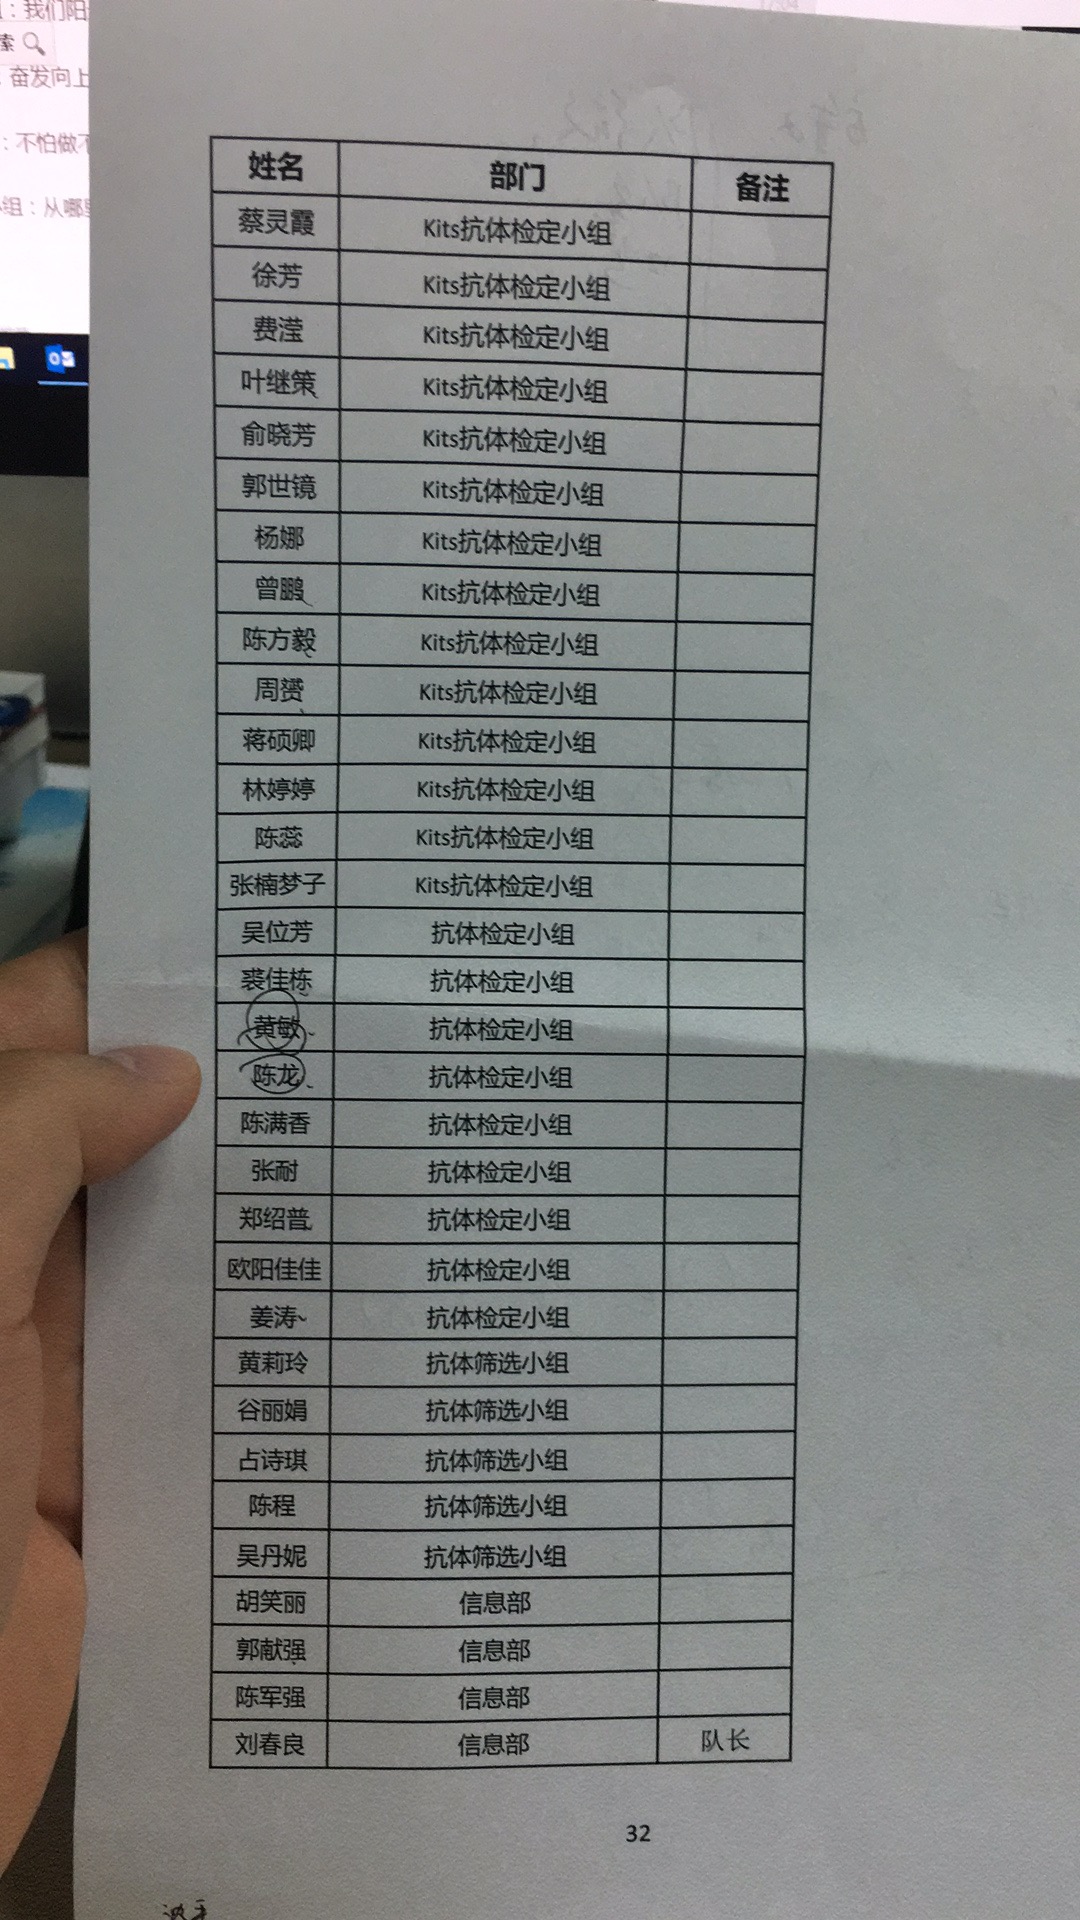 ：我们阳
索
奋发向上
：不怕做不
组：从哪里
姓名 部门 备注
蔡灵霞 Kits抗体检定小组
徐芳 Kits抗体检定小组
费滢 Kits抗体检定小组
叶继策 Kits抗体检定小组
俞晓芳 Kits抗体检定小组
郭世镜 Kits抗体检定小组
杨娜 Kits抗体检定小组
曾鹏 Kits抗体检定小组
陈方毅 Kits抗体检定小组
周赟 Kits抗体检定小组
蒋硕卿 Kits抗体检定小组
林婷婷 Kits抗体检定小组
陈蕊 Kits抗体检定小组
张楠梦子 Kits抗体检定小组
吴位芳 抗体检定小组
裘佳栋 抗体检定小组
黄敏 抗体检定小组
陈龙 抗体检定小组
陈满香 抗体检定小组
张耐 抗体检定小组
郑绍普 抗体检定小组
欧阳佳佳 抗体检定小组
姜涛 抗体检定小组
黄莉玲 抗体筛选小组
谷丽娟 抗体筛选小组
占诗琪 抗体筛选小组
陈程 抗体筛选小组
吴丹妮 抗体筛选小组
胡笑丽 信息部
郭献强 信息部
陈军强 信息部
刘春良 信息部 队长
32